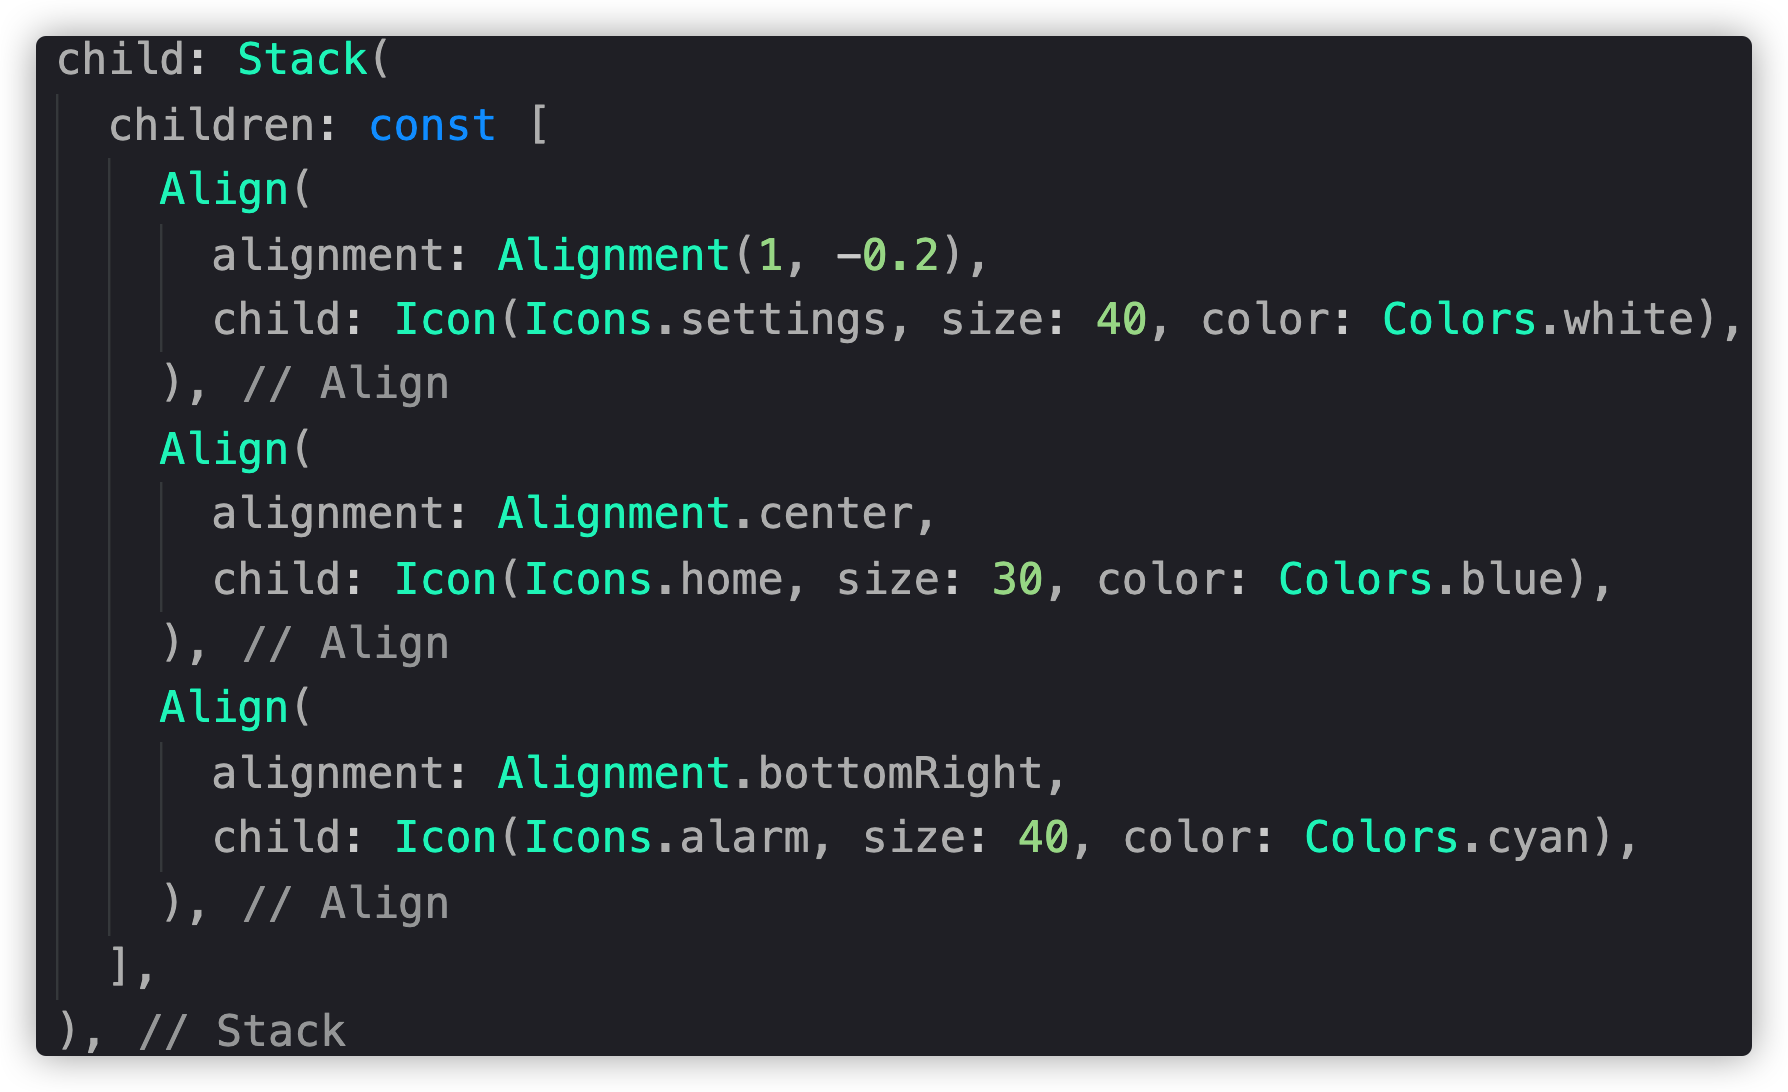 child: Stack(
  children: const [
    Align(
      alignment: Alignment(1, -0.2),
      child: Icon(Icons.settings, size: 40, color: Colors.white),
    ), // Align
    Align(
      alignment: Alignment.center,
      child: Icon(Icons.home, size: 30, color: Colors.blue),
    ), // Align
    Align(
      alignment: Alignment.bottomRight,
      child: Icon(Icons.alarm, size: 40, color: Colors.cyan),
    ), // Align
  ],
), // Stack